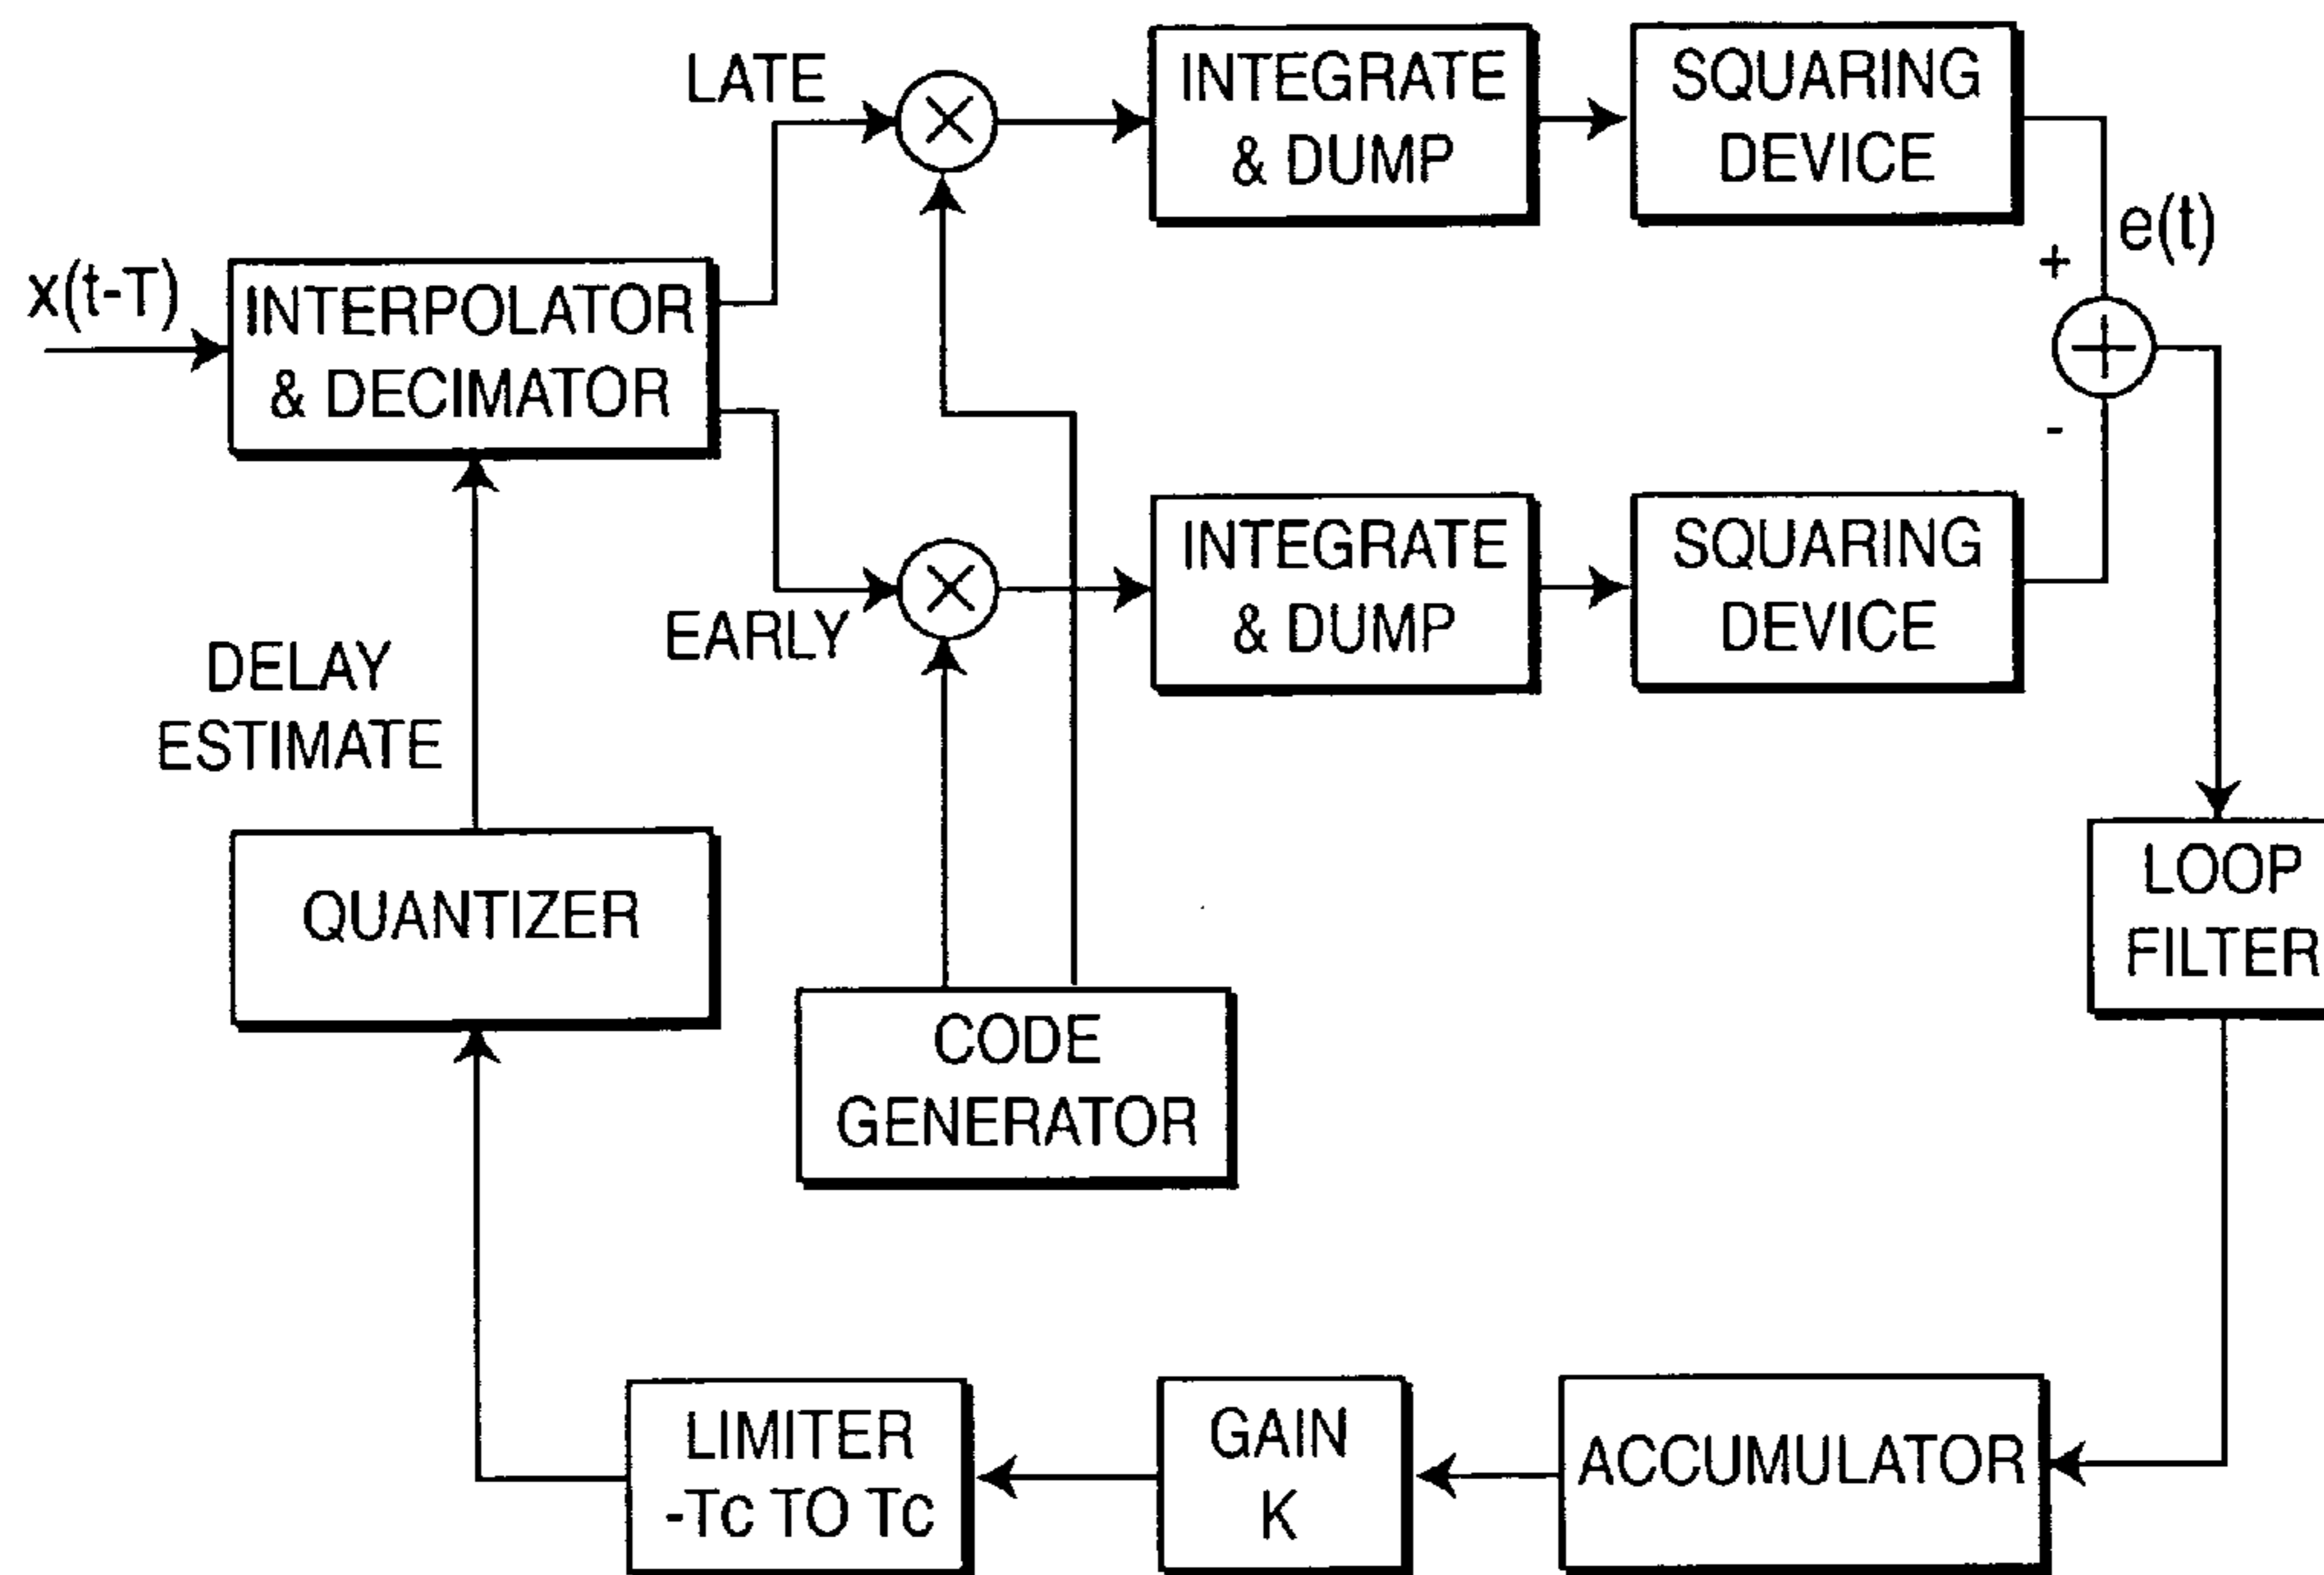 LATE
INTEGRATE
& DUMP
SQUARING
DEVICE
x(t-T)
INTERPOLATOR
& DECIMATOR
e(t)
+
-
EARLY
INTEGRATE
& DUMP
SQUARING
DEVICE
DELAY
ESTIMATE
QUANTIZER
CODE
GENERATOR
LOOP
FILTER
LIMITER
-Tc TO Tc
GAIN
K
ACCUMULATOR